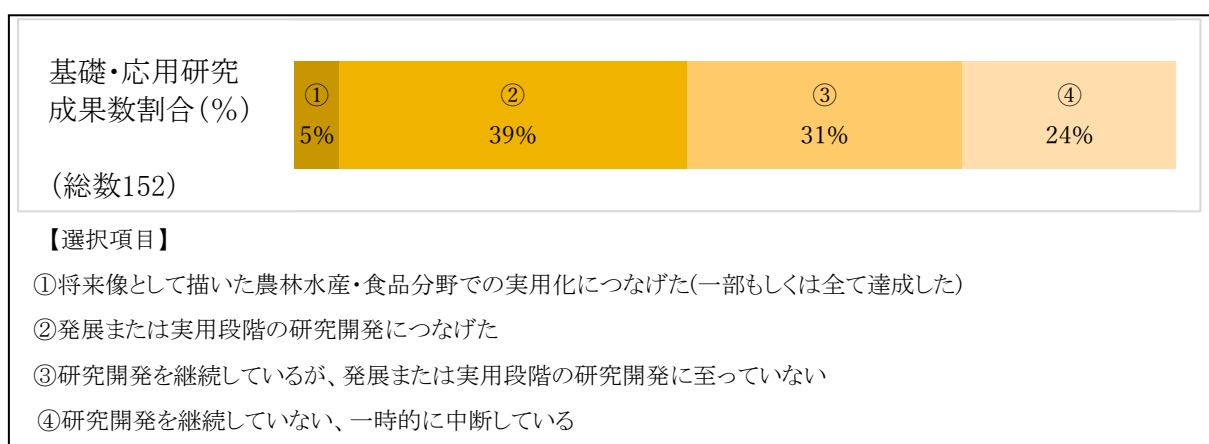 基礎・応用研究
成果数割合(％)
(総数152)
① ② ③ ④
5% 39% 31% 24%
【選択項目】
①将来像として描いた農林水産・食品分野での実用化につなげた(一部もしくは全て達成した)
②発展または実用段階の研究開発につなげた
③研究開発を継続しているが、発展または実用段階の研究開発に至っていない
④研究開発を継続していない、一時的に中断している